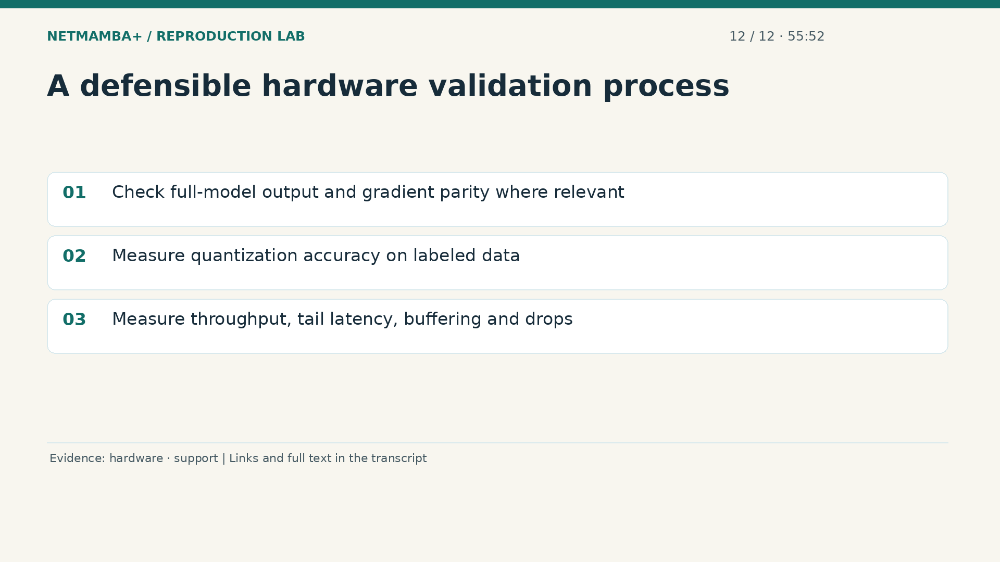 NETMAMBA+ / REPRODUCTION LAB
12 / 12 · 55:52
A defensible hardware validation process
01 Check full-model output and gradient parity where relevant
02 Measure quantization accuracy on labeled data
03 Measure throughput, tail latency, buffering and drops
Evidence: hardware · support | Links and full text in the transcript